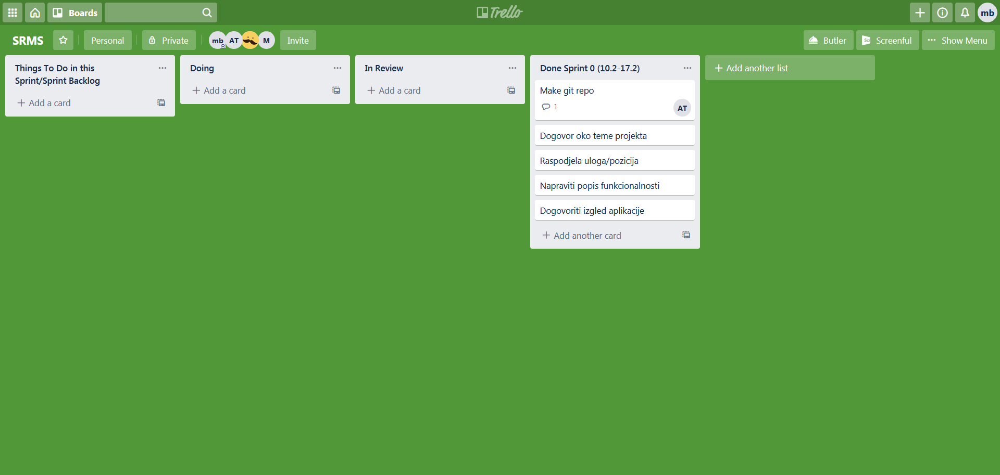 Boards
Trello
mb
SRMS
Personal
Private
mb
AT
M
Invite
Butler
Screenful
Show Menu
Things To Do in this
Sprint/Sprint Backlog
Add a card
Doing
Add a card
In Review
Add a card
Done Sprint 0 (10.2-17.2)
Make git repo
1
AT
Dogovor oko teme projekta
Raspodjela uloga/pozicija
Napraviti popis funkcionalnosti
Dogovoriti izgled aplikacije
Add another card
Add another list